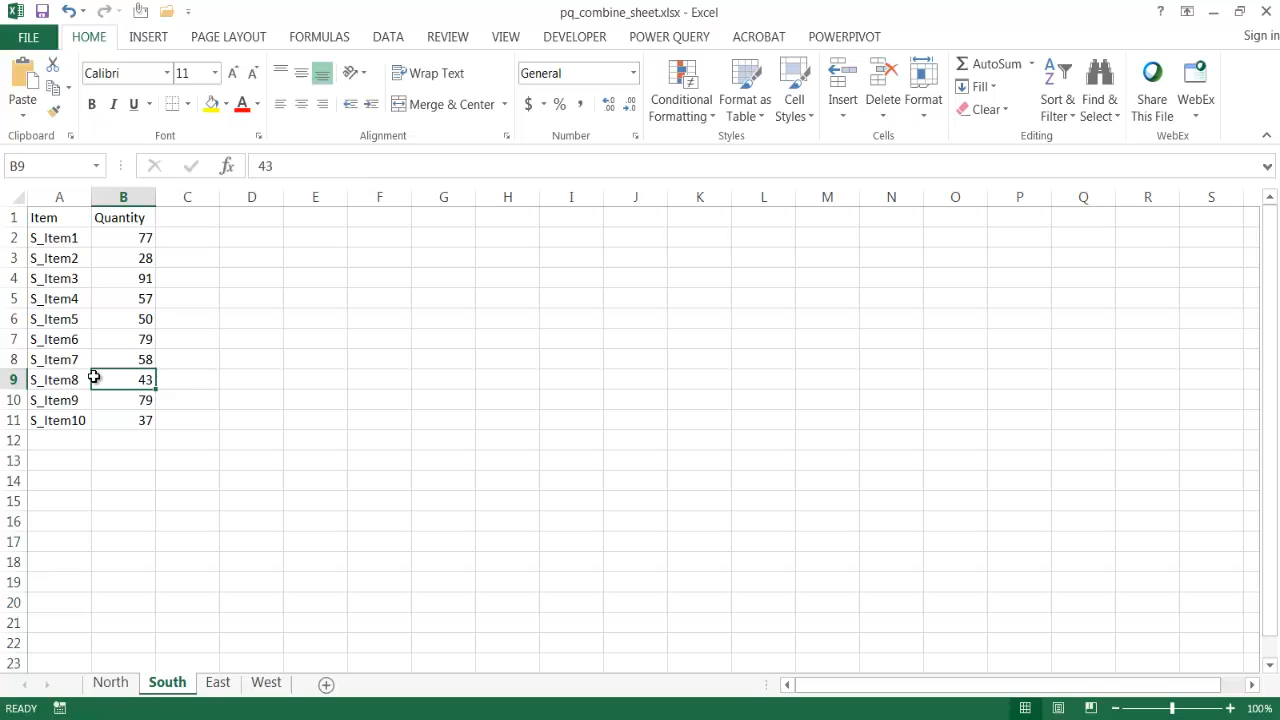 pq_combine_sheet.xlsx - Excel
?
FILE HOME INSERT PAGE LAYOUT FORMULAS DATA REVIEW VIEW DEVELOPER POWER QUERY ACROBAT POWERPIVOT Sign in
Paste
Clipboard
Calibri 11
B I U A
Font
Wrap Text
Merge & Center
Alignment
General
$ % ,
Number
Conditional Formatting
Format as Table
Cell Styles
Styles
Insert
Delete
Format
Cells
AutoSum
Fill
Clear
Sort & Filter
Find & Select
Editing
Share This File
WebEx
WebEx
B9 fx 43
A B C D E F G H I J K L M N O P Q R S
1 Item Quantity
2 S_Item1 77
3 S_Item2 28
4 S_Item3 91
5 S_Item4 57
6 S_Item5 50
7 S_Item6 79
8 S_Item7 58
9 S_Item8 43
10 S_Item9 79
11 S_Item10 37
12
13
14
15
16
17
18
19
20
21
22
23
North South East West
READY 100%